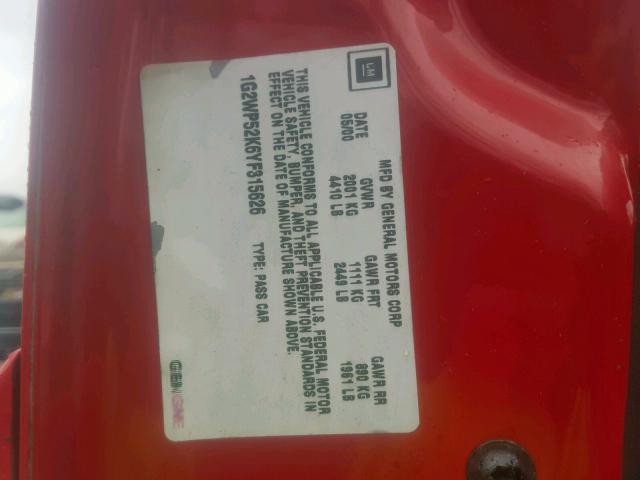 GM
MFD BY GENERAL MOTORS CORP
DATE GVWR GAWR FRT GAWR RR
05/00 2001 KG 1111 KG 890 KG
4410 LB 2449 LB 1961 LB
THIS VEHICLE CONFORMS TO ALL APPLICABLE U.S. FEDERAL MOTOR
VEHICLE SAFETY, BUMPER, AND THEFT PREVENTION STANDARDS IN
EFFECT ON THE DATE OF MANUFACTURE SHOWN ABOVE.
1G2WP52K6YF315626 TYPE: PASS CAR